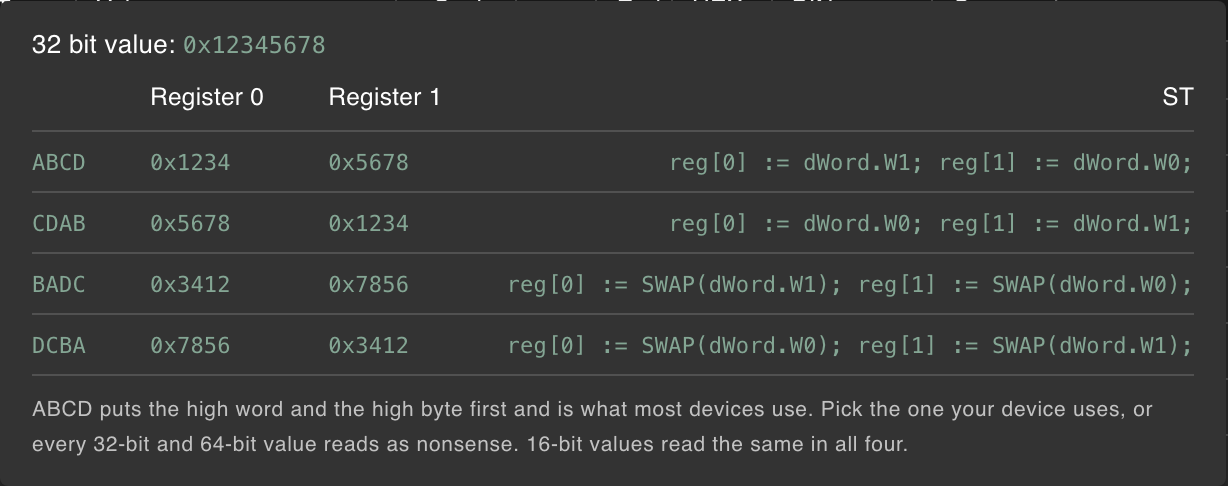 32 bit value: 0x12345678
Register 0 Register 1 ST
ABCD 0x1234 0x5678 reg[0] := dWord.W1; reg[1] := dWord.W0;
CDAB 0x5678 0x1234 reg[0] := dWord.W0; reg[1] := dWord.W1;
BADC 0x3412 0x7856 reg[0] := SWAP(dWord.W1); reg[1] := SWAP(dWord.W0);
DCBA 0x7856 0x3412 reg[0] := SWAP(dWord.W0); reg[1] := SWAP(dWord.W1);
ABCD puts the high word and the high byte first and is what most devices use. Pick the one your device uses, or
every 32-bit and 64-bit value reads as nonsense. 16-bit values read the same in all four.